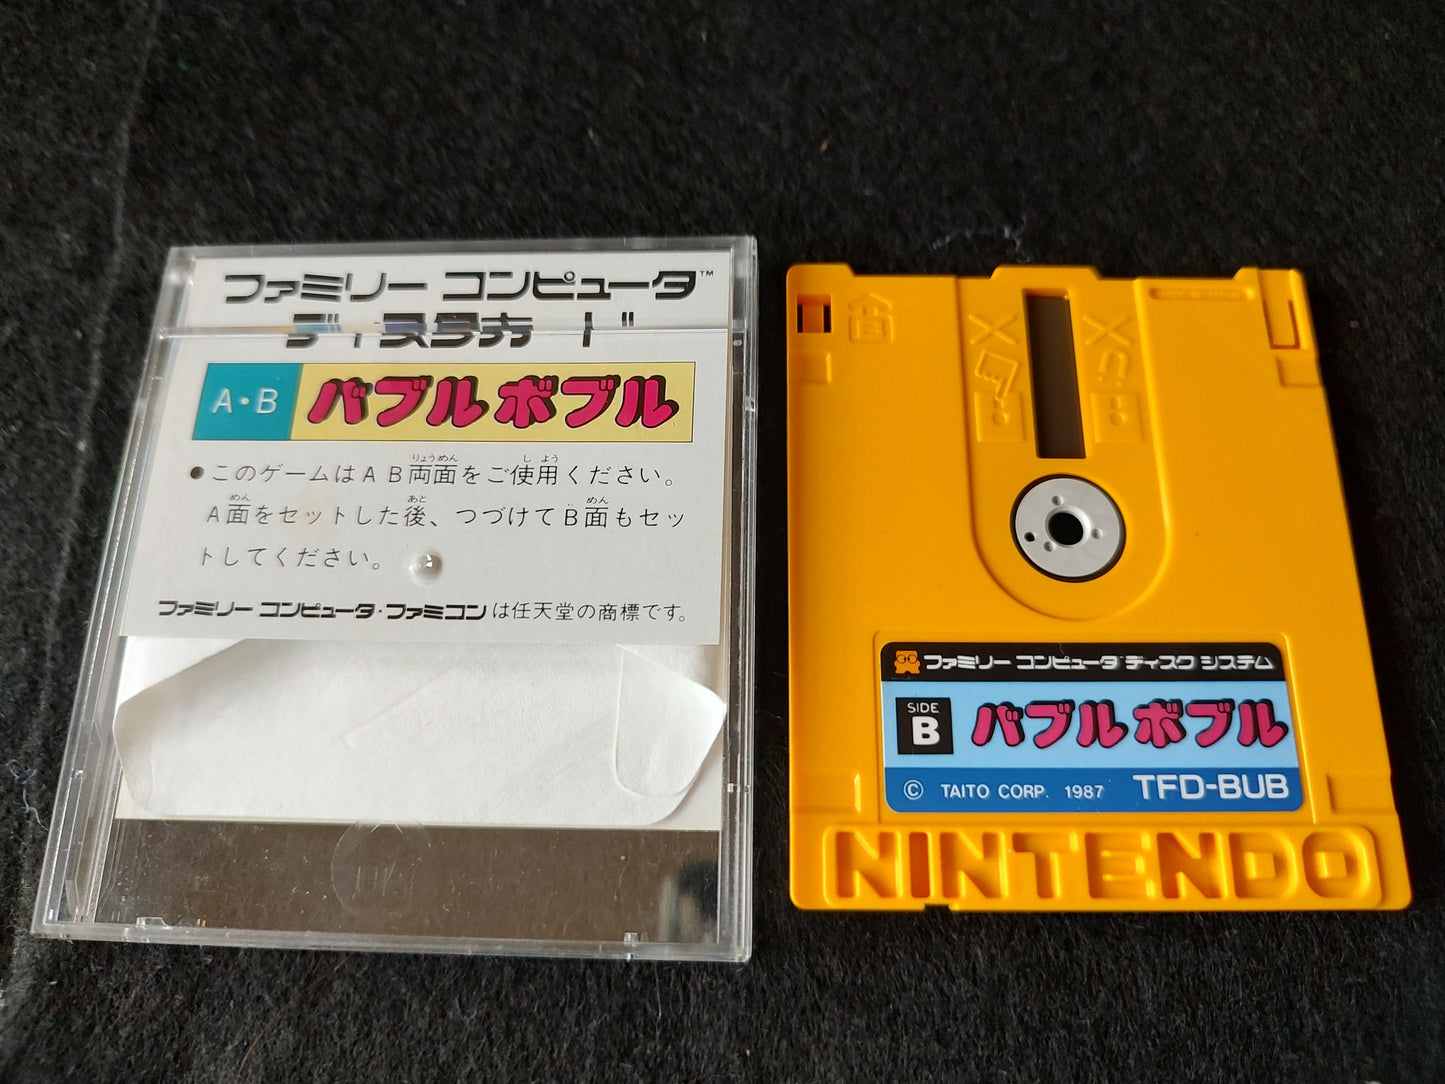 ファミリー コンピュータ™
ディスクカード
A・B バブルボブル
●このゲームはAB両面をご使用ください。
A面をセットした後、つづけてB面もセッ
トしてください。
ファミリー コンピュータ・ファミコン は任天堂の商標です。
ファミリー コンピュータ ディスク システム
SIDE
B バブルボブル
© TAITO CORP. 1987 TFD-BUB
NINTENDO